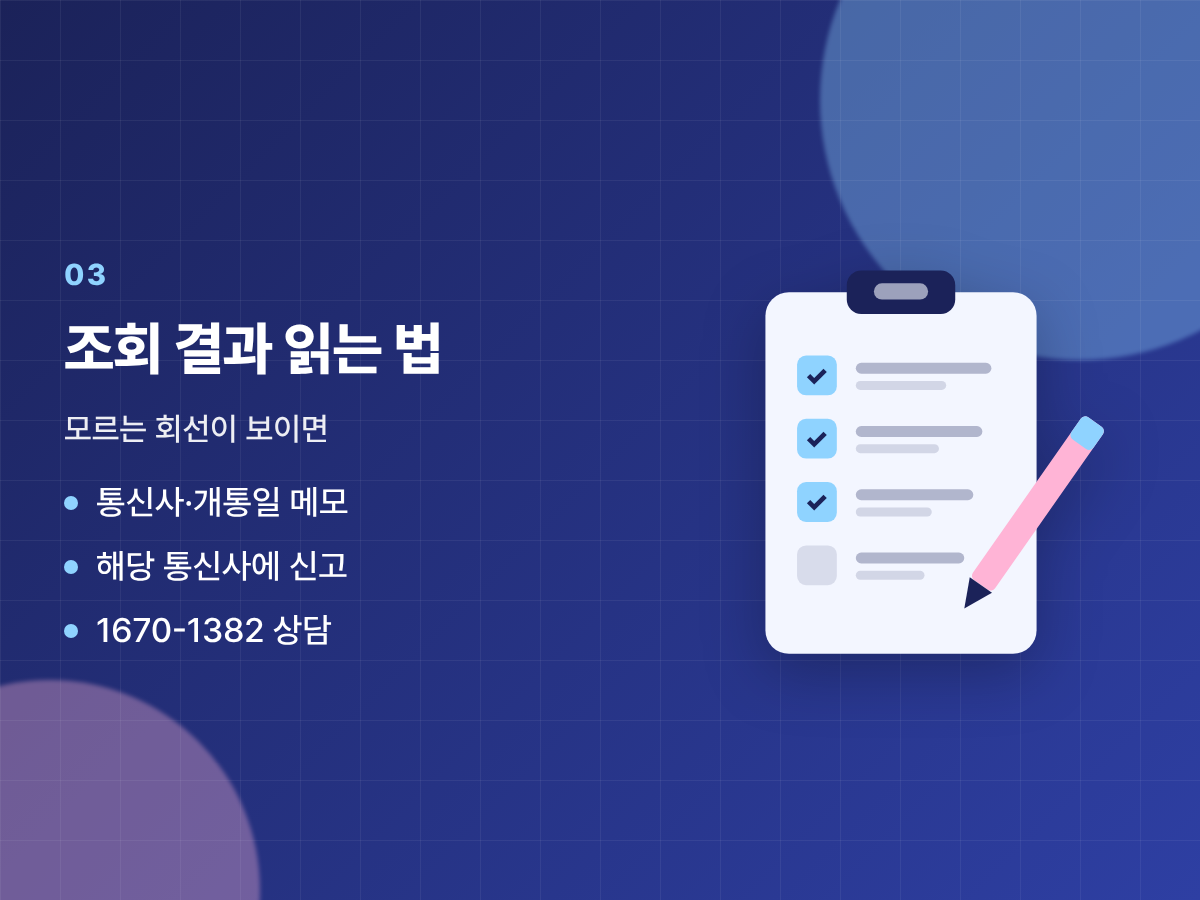 03
조회 결과 읽는 법
모르는 회선이 보이면
통신사·개통일 메모
해당 통신사에 신고
1670-1382 상담